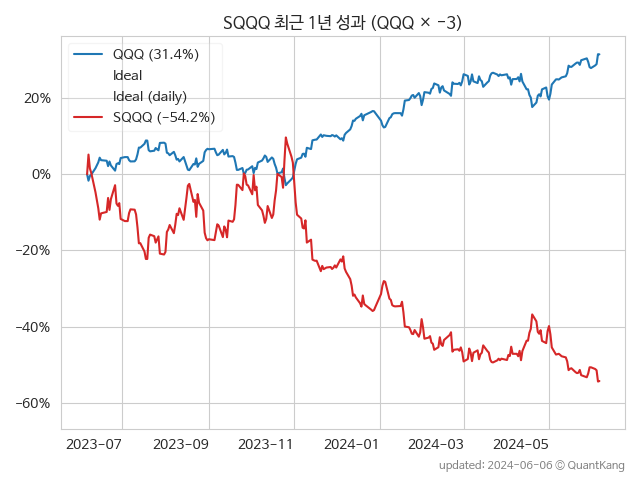 SQQQ 최근 1년 성과 (QQQ × −3)
QQQ (31.4%)
Ideal
Ideal (daily)
SQQQ (−54.2%)
20%
0%
−20%
−40%
−60%
2023-07 2023-09 2023-11 2024-01 2024-03 2024-05
updated: 2024-06-06 © QuantKang